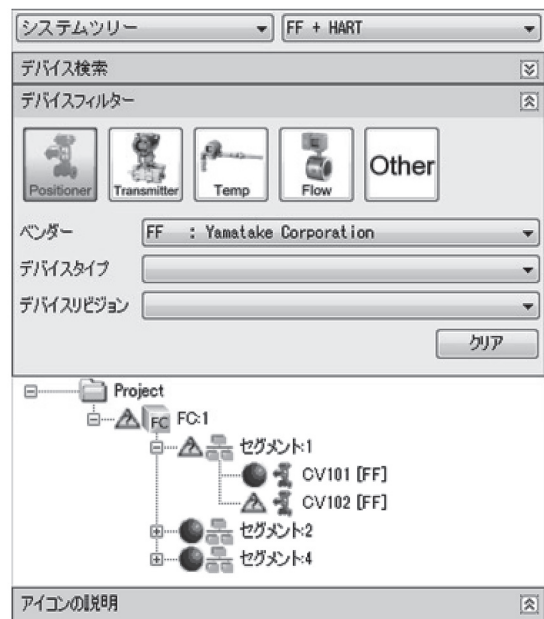 システムツリー FF + HART
デバイス検索
デバイスフィルター
Positioner Transmitter Temp Flow Other
ベンダー FF : Yamatake Corporation
デバイスタイプ
デバイスリビジョン
クリア
Project
FC FC:1
セグメント:1
CV101 [FF]
CV102 [FF]
セグメント:2
セグメント:4
アイコンの説明